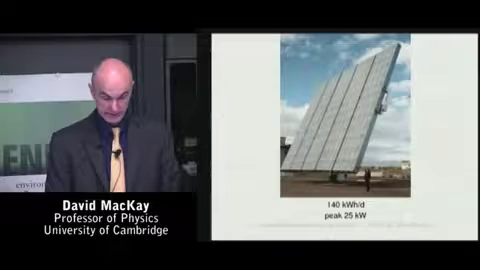 David MacKay
Professor of Physics
University of Cambridge
140 kWh/d
peak 25 kW